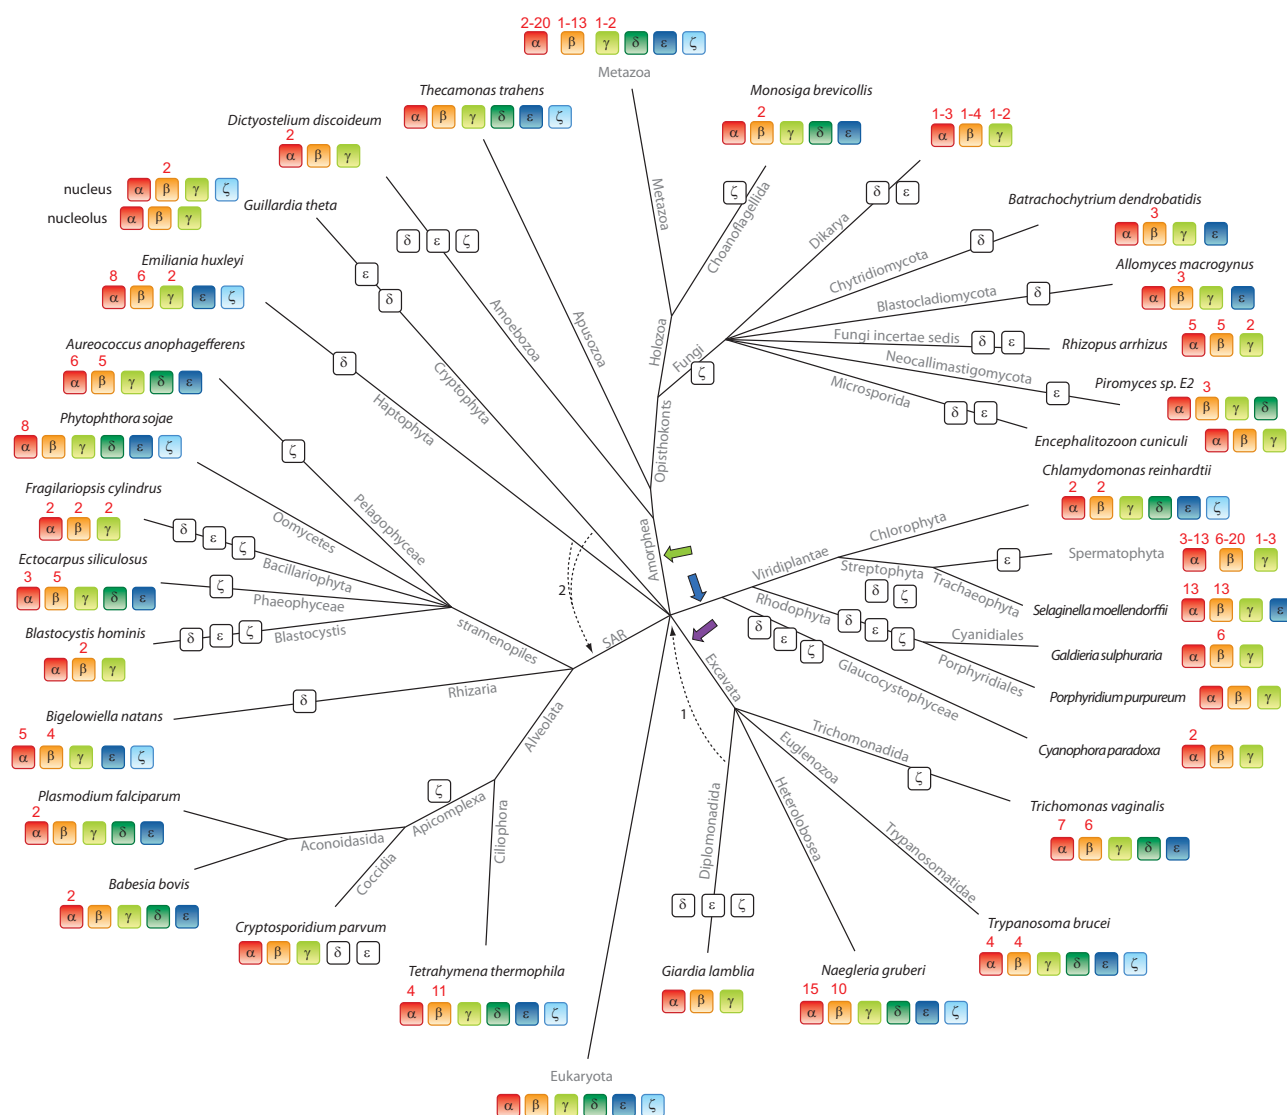 2-20 1-13 1-2
α β γ δ ε ζ
Metazoa
Thecamonas trahens
α β γ δ ε ζ
Monosiga brevicollis
2
α β γ δ ε
1-3 1-4 1-2
α β γ
Dictyostelium discoideum
2
α β γ
2
nucleus α β γ ζ
nucleolus α β γ
Guillardia theta
Emiliania huxleyi
8 6 2
α β γ ε ζ
Aureococcus anophagefferens
6 5
α β γ δ ε
Phytophthora sojae
8
α β γ δ ε ζ
Fragilariopsis cylindrus
2 2 2
α β γ
Ectocarpus siliculosus
3 5
α β γ δ ε
Blastocystis hominis
2
α β γ
Bigelowiella natans
5 4
α β γ ε ζ
Plasmodium falciparum
2
α β γ δ ε
Babesia bovis
2
α β γ δ ε
Cryptosporidium parvum
α β γ δ ε
Tetrahymena thermophila
4 11
α β γ δ ε ζ
Eukaryota
α β γ δ ε ζ
Giardia lamblia
α β γ
Naegleria gruberi
15 10
α β γ δ ε ζ
Trypanosoma brucei
4 4
α β γ δ ε ζ
Trichomonas vaginalis
7 6
α β γ δ ε
Cyanophora paradoxa
2
α β γ
Porphyridium purpureum
α β γ
Galdieria sulphuraria
6
α β γ
Selaginella moellendorffii
13 13
α β γ ε
Spermatophyta
3-13 6-20 1-3
α β γ
Chlamydomonas reinhardtii
2 2
α β γ δ ε ζ
Encephalitozoon cuniculi
α β γ
Piromyces sp. E2
3
α β γ δ
Rhizopus arrhizus
5 5 2
α β γ
Allomyces macrogynus
3
α β γ ε
Batrachochytrium dendrobatidis
3
α β γ ε
Metazoa
Choanoflagellida
ζ
Holozoa
Opisthokonts
Fungi
ζ
Dikarya
δ ε
Chytridiomycota
δ
Blastocladiomycota
δ
Fungi incertae sedis
δ ε
Neocallimastigomycota
ε
Microsporida
δ ε
Apusozoa
Amoebozoa
δ ε ζ
Amorphea
Cryptophyta
ε
δ
Haptophyta
δ
SAR
2
stramenopiles
Pelagophyceae
ζ
Oomycetes
Bacillariophyta
δ ε ζ
Phaeophyceae
ζ
Blastocystis
δ ε ζ
Rhizaria
δ
Alveolata
Apicomplexa
ζ
Aconoidasida
Coccidia
Ciliophora
Excavata
1
Diplomonadida
δ ε ζ
Heterolobosea
Euglenozoa
Trypanosomatidae
Trichomonadida
ζ
Glaucocystophyceae
δ ε ζ
Rhodophyta
δ ε ζ
Cyanidiales
Porphyridiales
Viridiplantae
Chlorophyta
Streptophyta
δ ζ
Trachaeophyta
ε